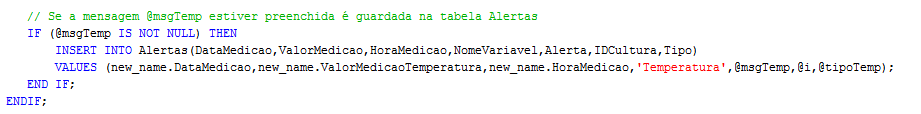 // Se a mensagem @msgTemp estiver preenchida é guardada na tabela Alertas
IF (@msgTemp IS NOT NULL) THEN
INSERT INTO Alertas(DataMedicao,ValorMedicao,HoraMedicao,NomeVariavel,Alerta,IDCultura,Tipo)
VALUES (new_name.DataMedicao,new_name.ValorMedicaoTemperatura,new_name.HoraMedicao,'Temperatura',@msgTemp,@i,@tipoTemp);
END IF;
ENDIF;